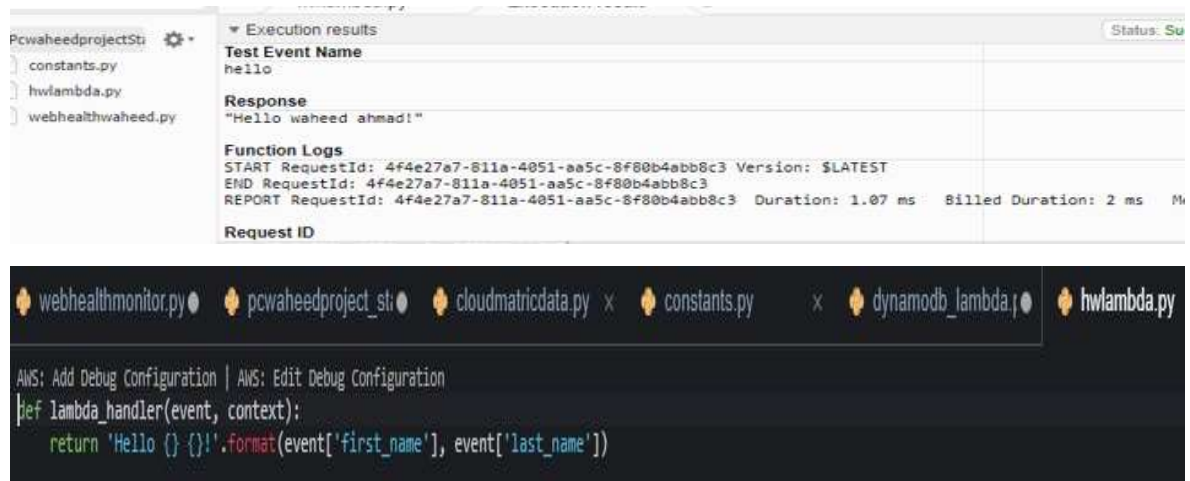 PcwaheedprojectSt
constants.py
hwlambda.py
webhealthwaheed.py
Execution results
Status: Su
Test Event Name
hello
Response
"Hello waheed ahmad!"
Function Logs
START RequestId: 4f4e27a7-811a-4051-aa5c-8f80b4abb8c3 Version: $LATEST
END RequestId: 4f4e27a7-811a-4051-aa5c-8f80b4abb8c3
REPORT RequestId: 4f4e27a7-811a-4051-aa5c-8f80b4abb8c3 Duration: 1.07 ms Billed Duration: 2 ms Me
Request ID
webhealthmonitor.py pcwaheedproject_sta cloudmatricdata.py × constants.py × dynamodb_lambda.p hwlambda.py
AWS: Add Debug Configuration | AWS: Edit Debug Configuration
def lambda_handler(event, context):
return 'Hello {} {}!'.format(event['first_name'], event['last_name'])